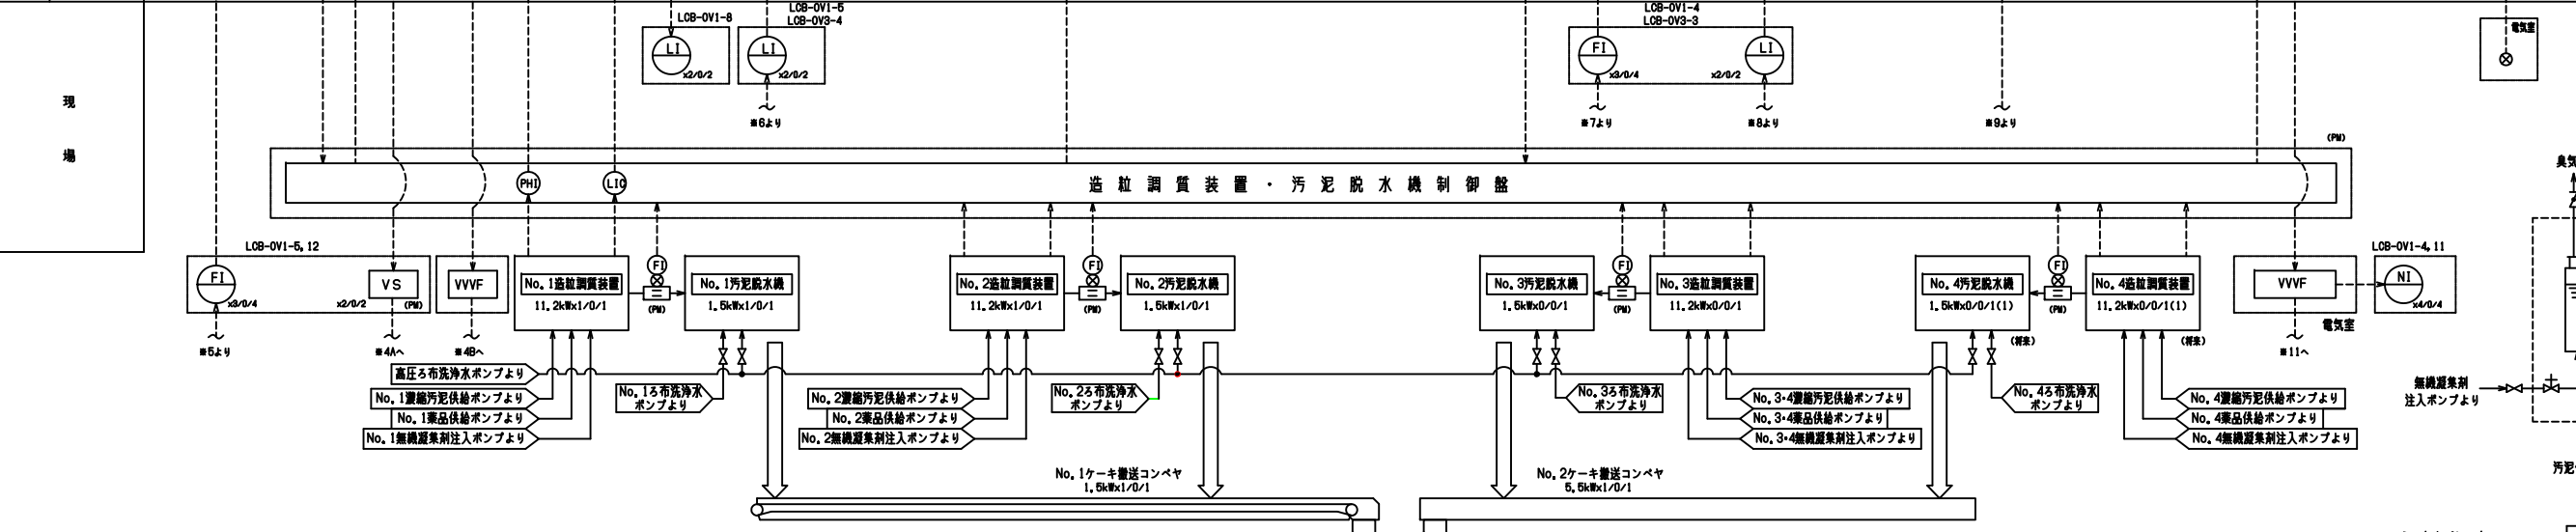 LCB-OV1-8
LCB-OV1-5
LCB-OV3-4
LCB-OV1-4
LCB-OV3-3
電気室
LI
x2/0/2
LI
x2/0/2
FI
x3/0/4
LI
x2/0/2
現
場
※6より
※7より
※8より
※9より
(PM)
PHI
LIC
造粒調質装置・汚泥脱水機制御盤
臭気
LCB-OV1-5,12
LCB-OV1-4,11
FI
x3/0/4
VS
x2/0/2
(PM)
VVVF
No.1造粒調質装置
11.2kWx1/0/1
FI
(PM)
No.1汚泥脱水機
1.5kWx1/0/1
No.2造粒調質装置
11.2kWx1/0/1
FI
(PM)
No.2汚泥脱水機
1.5kWx1/0/1
No.3汚泥脱水機
1.5kWx0/0/1
FI
(PM)
No.3造粒調質装置
11.2kWx0/0/1
No.4汚泥脱水機
1.5kWx0/0/1(1)
FI
(PM)
No.4造粒調質装置
11.2kWx0/0/1(1)
VVVF
電気室
NI
x4/0/4
(将来)
(将来)
※5より
※4Aへ
※4Bへ
※11へ
高圧ろ布洗浄水ポンプより
No.1濃縮汚泥供給ポンプより
No.1薬品供給ポンプより
No.1無機凝集剤注入ポンプより
No.1ろ布洗浄水
ポンプより
No.2濃縮汚泥供給ポンプより
No.2薬品供給ポンプより
No.2無機凝集剤注入ポンプより
No.2ろ布洗浄水
ポンプより
No.3ろ布洗浄水
ポンプより
No.3・4濃縮汚泥供給ポンプより
No.3・4薬品供給ポンプより
No.3・4無機凝集剤注入ポンプより
No.4ろ布洗浄水
ポンプより
No.4濃縮汚泥供給ポンプより
No.4薬品供給ポンプより
No.4無機凝集剤注入ポンプより
無機凝集剤
注入ポンプより
No.1ケーキ搬送コンベヤ
1.5kWx1/0/1
No.2ケーキ搬送コンベヤ
5.5kWx1/0/1
汚泥